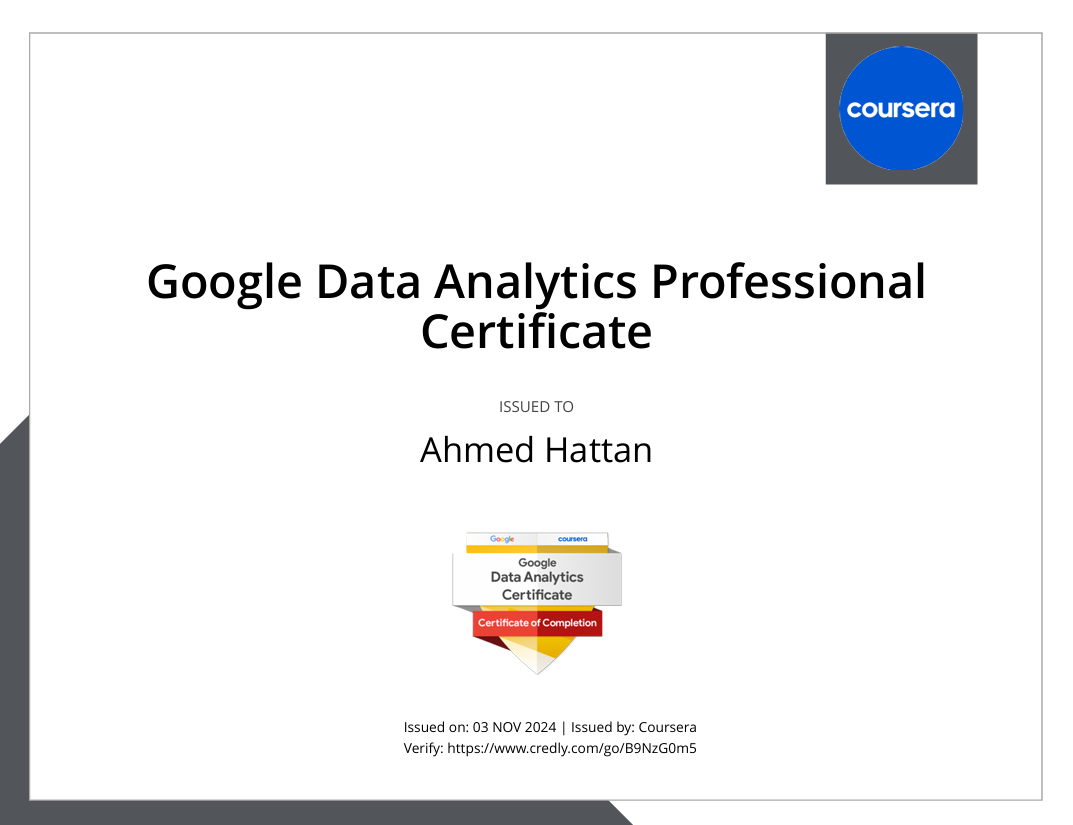 coursera
Google Data Analytics Professional
Certificate
ISSUED TO
Ahmed Hattan
Google coursera
Google
Data Analytics
Certificate
Certificate of Completion
Issued on: 03 NOV 2024 | Issued by: Coursera
Verify: https://www.credly.com/go/B9NzG0m5